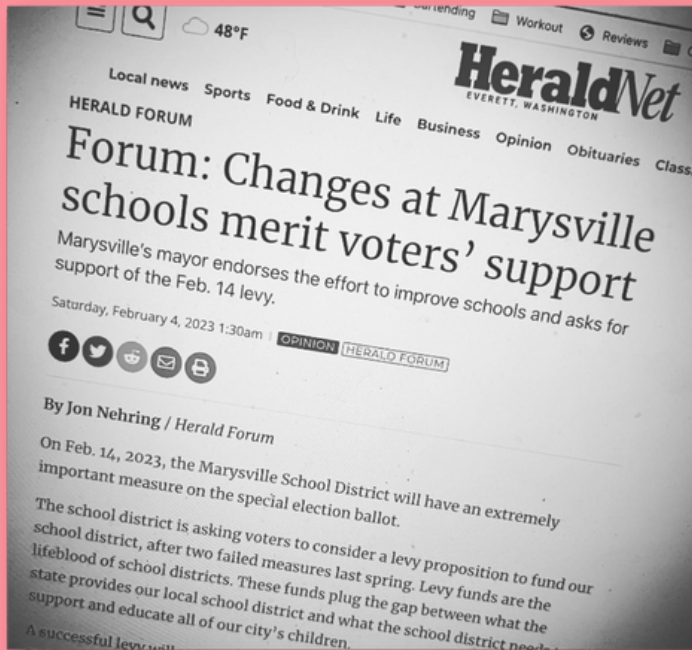 48°F
Workout
Reviews
HeraldNet
EVERETT, WASHINGTON
Local news Sports Food & Drink Life Business Opinion Obituaries
HERALD FORUM
Forum: Changes at Marysville
schools merit voters' support
Marysville's mayor endorses the effort to improve schools and asks for
support of the Feb. 14 levy.
Saturday, February 4, 2023 1:30am | OPINION HERALD FORUM
By Jon Nehring / Herald Forum
On Feb. 14, 2023, the Marysville School District will have an extremely
important measure on the special election ballot.
The school district is asking voters to consider a levy proposition to fund our
school district, after two failed measures last spring. Levy funds are the
lifeblood of school districts. These funds plug the gap between what the
state provides our local school district and what the school district needs
support and educate all of our city's children.
A successful levy will